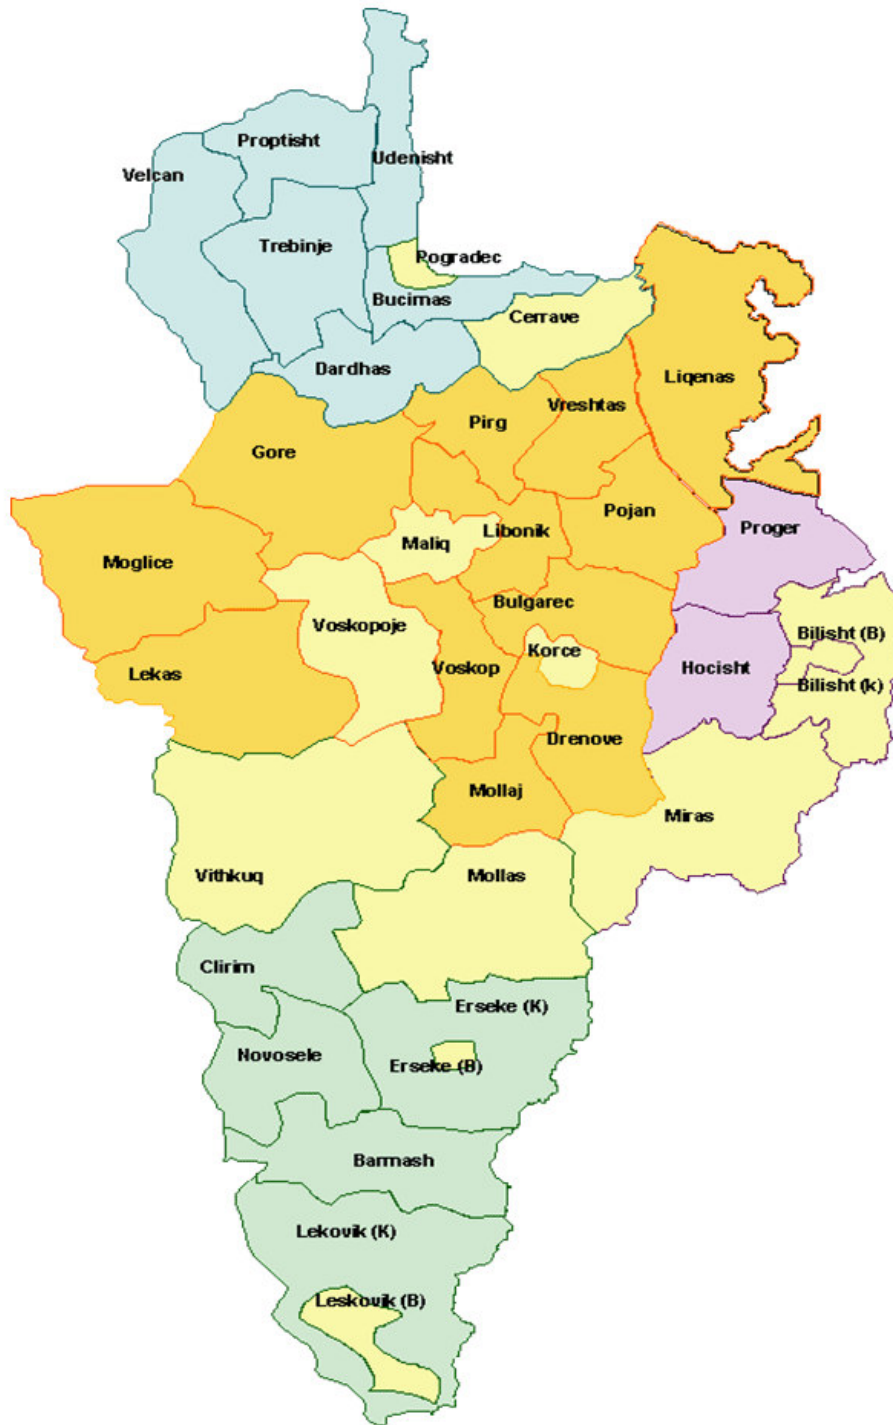 Proptisht
Udenisht
Velcan
Trebinje
Pogradec
Bucimas
Cerrave
Dardhas
Liqenas
Vreshtas
Pirg
Gore
Pojan
Proger
Libonik
Maliq
Moglice
Bulgarec
Voskopoje
Bilisht (B)
Korce
Voskop
Hocisht
Lekas
Bilisht (k)
Drenove
Mollaj
Miras
Vithkuq
Mollas
Clirim
Erseke (K)
Novosele
Erseke (B)
Barmash
Lekovik (K)
Leskovik (B)